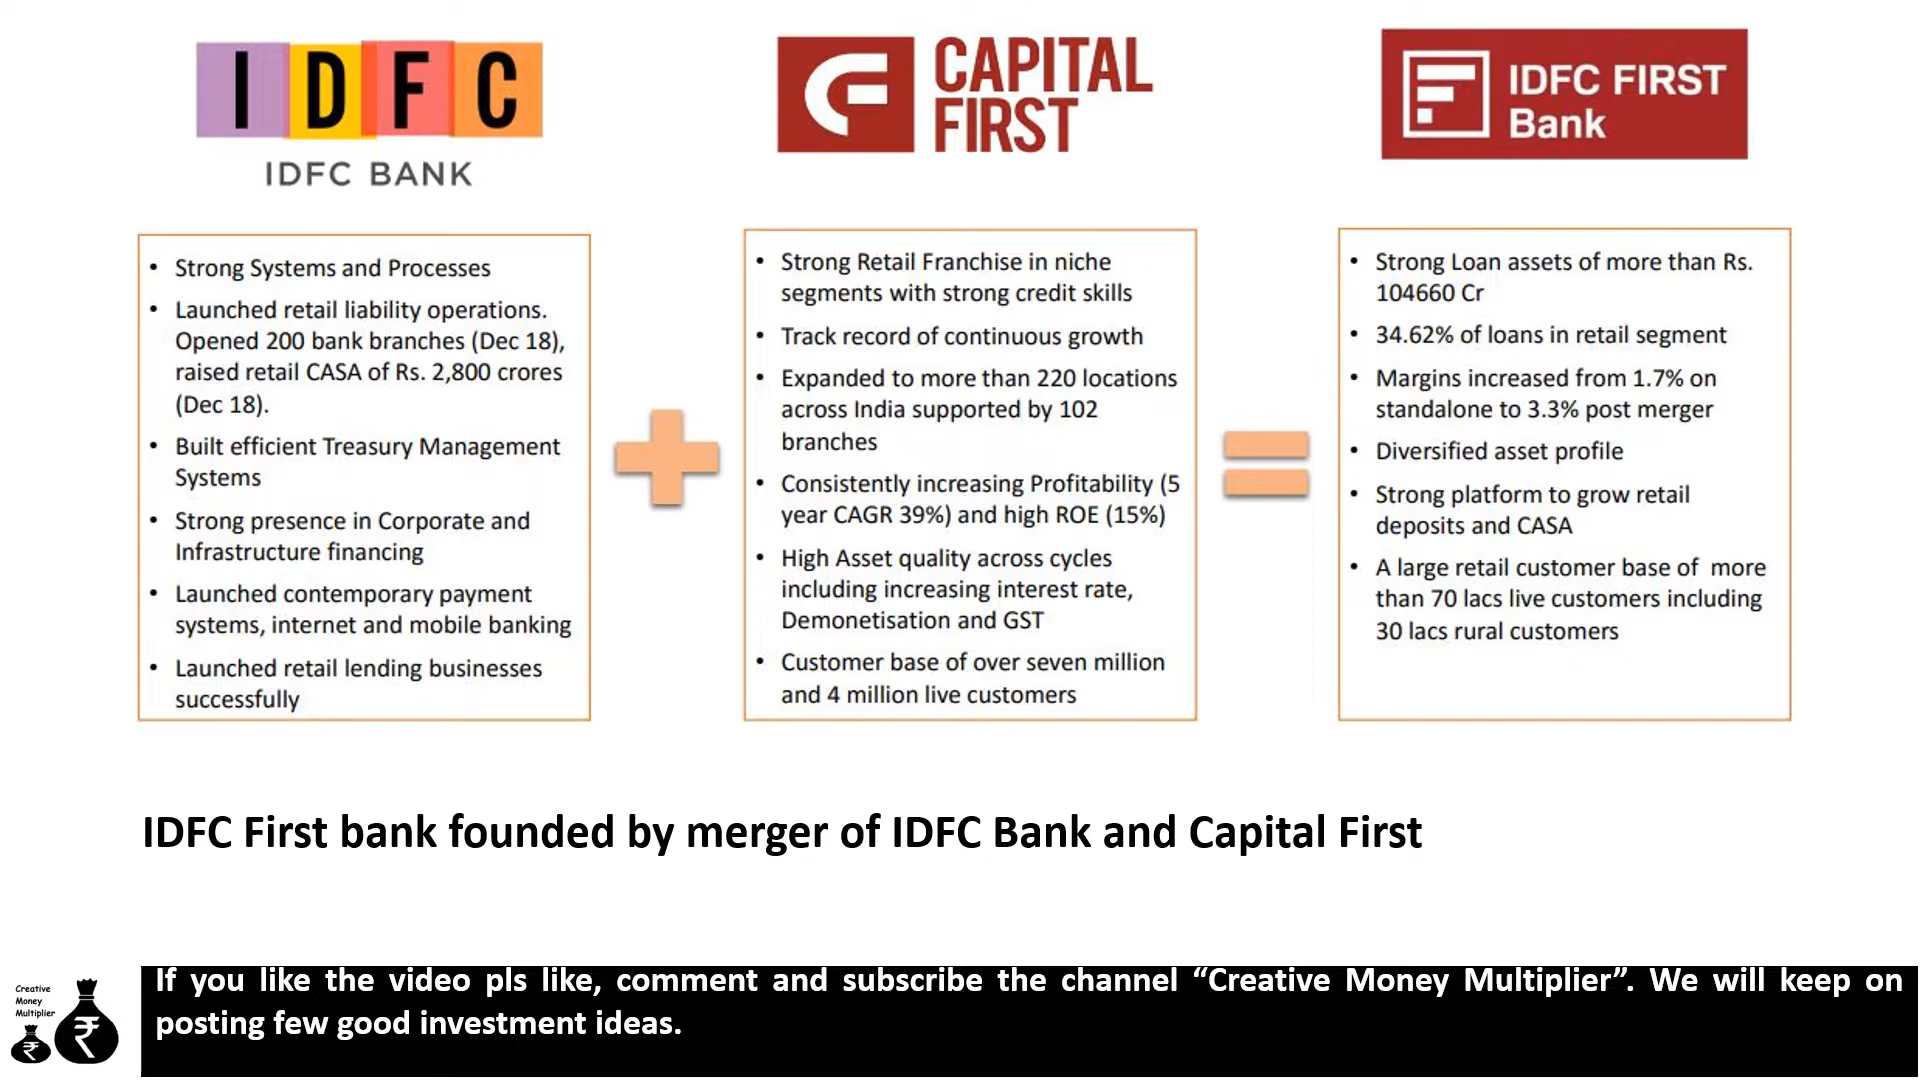 IDFC
IDFC BANK
CAPITAL
FIRST
IDFC FIRST
Bank
• Strong Systems and Processes
• Launched retail liability operations.
Opened 200 bank branches (Dec 18),
raised retail CASA of Rs. 2,800 crores
(Dec 18).
• Built efficient Treasury Management
Systems
• Strong presence in Corporate and
Infrastructure financing
• Launched contemporary payment
systems, internet and mobile banking
• Launched retail lending businesses
successfully
• Strong Retail Franchise in niche
segments with strong credit skills
• Track record of continuous growth
• Expanded to more than 220 locations
across India supported by 102
branches
• Consistently increasing Profitability (5
year CAGR 39%) and high ROE (15%)
• High Asset quality across cycles
including increasing interest rate,
Demonetisation and GST
• Customer base of over seven million
and 4 million live customers
• Strong Loan assets of more than Rs.
104660 Cr
• 34.62% of loans in retail segment
• Margins increased from 1.7% on
standalone to 3.3% post merger
• Diversified asset profile
• Strong platform to grow retail
deposits and CASA
• A large retail customer base of more
than 70 lacs live customers including
30 lacs rural customers
IDFC First bank founded by merger of IDFC Bank and Capital First
Creative
Money
Multiplier
₹
₹
If you like the video pls like, comment and subscribe the channel “Creative Money Multiplier”. We will keep on
posting few good investment ideas.